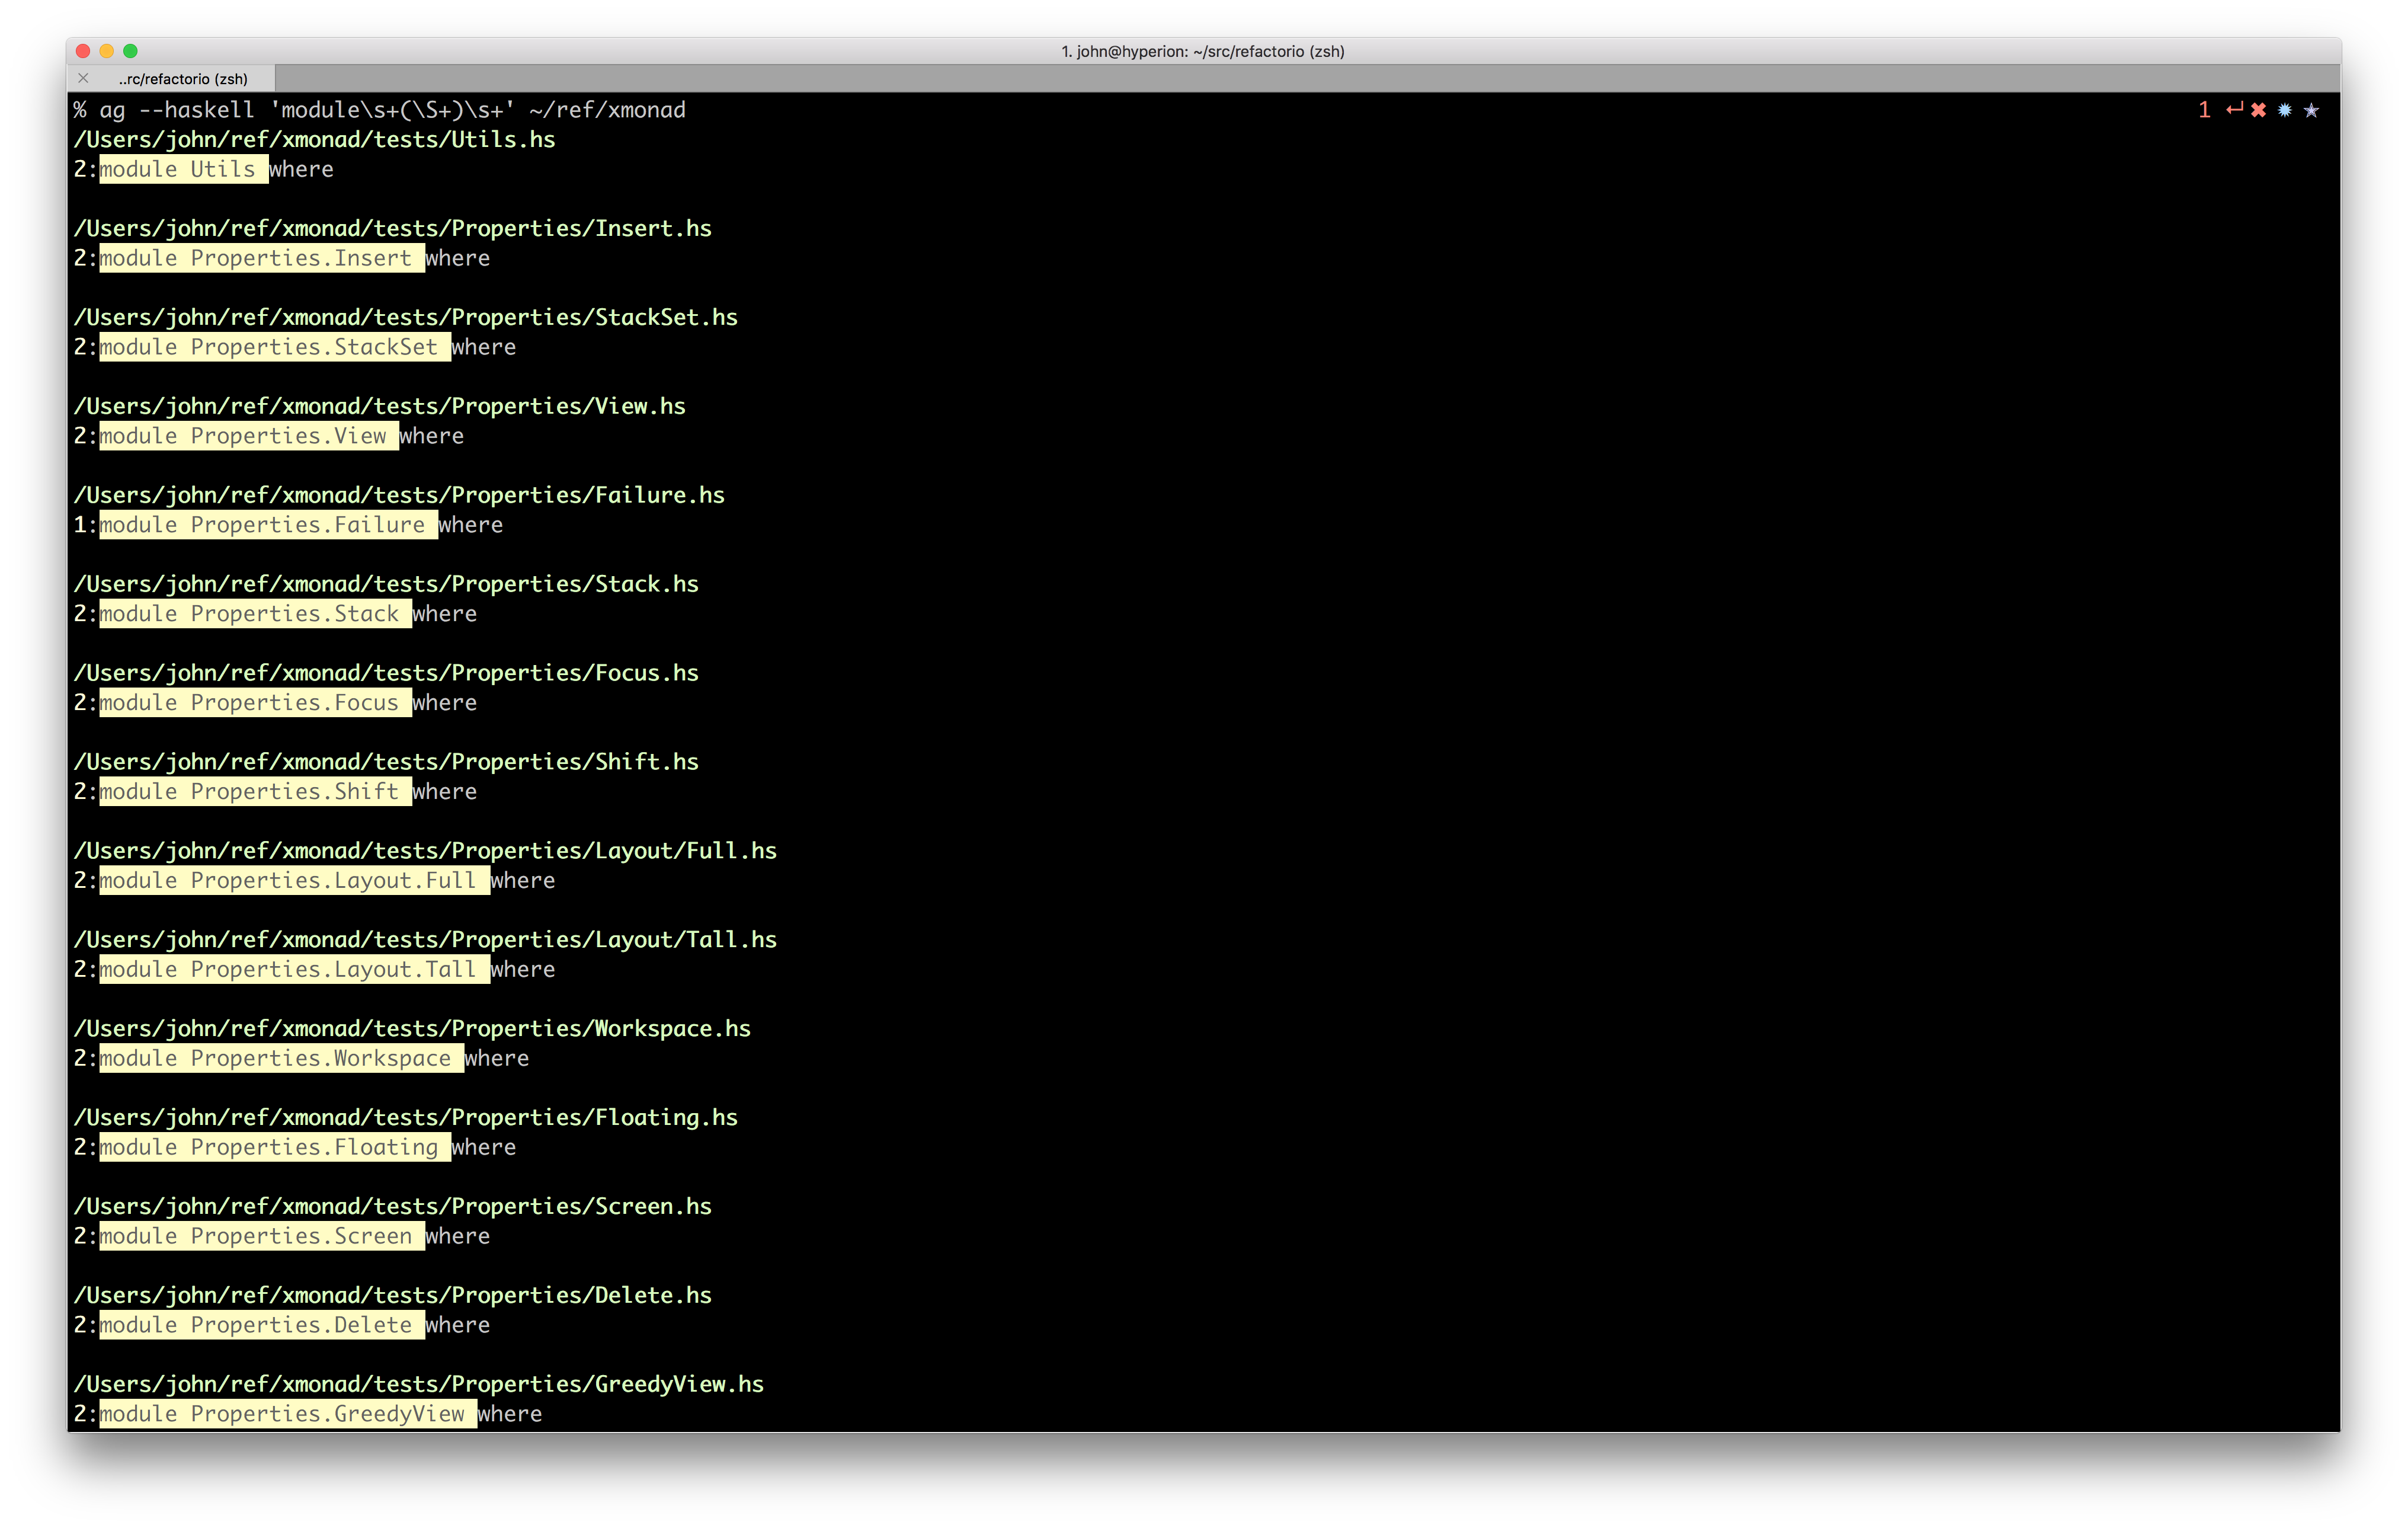 1. john@hyperion: ~/src/refactorio (zsh)
..rc/refactorio (zsh)
% ag --haskell 'module\s+(\S+)\s+' ~/ref/xmonad 1 ↵ ✖ ✹ ✭
/Users/john/ref/xmonad/tests/Utils.hs
2:module Utils where
/Users/john/ref/xmonad/tests/Properties/Insert.hs
2:module Properties.Insert where
/Users/john/ref/xmonad/tests/Properties/StackSet.hs
2:module Properties.StackSet where
/Users/john/ref/xmonad/tests/Properties/View.hs
2:module Properties.View where
/Users/john/ref/xmonad/tests/Properties/Failure.hs
1:module Properties.Failure where
/Users/john/ref/xmonad/tests/Properties/Stack.hs
2:module Properties.Stack where
/Users/john/ref/xmonad/tests/Properties/Focus.hs
2:module Properties.Focus where
/Users/john/ref/xmonad/tests/Properties/Shift.hs
2:module Properties.Shift where
/Users/john/ref/xmonad/tests/Properties/Layout/Full.hs
2:module Properties.Layout.Full where
/Users/john/ref/xmonad/tests/Properties/Layout/Tall.hs
2:module Properties.Layout.Tall where
/Users/john/ref/xmonad/tests/Properties/Workspace.hs
2:module Properties.Workspace where
/Users/john/ref/xmonad/tests/Properties/Floating.hs
2:module Properties.Floating where
/Users/john/ref/xmonad/tests/Properties/Screen.hs
2:module Properties.Screen where
/Users/john/ref/xmonad/tests/Properties/Delete.hs
2:module Properties.Delete where
/Users/john/ref/xmonad/tests/Properties/GreedyView.hs
2:module Properties.GreedyView where